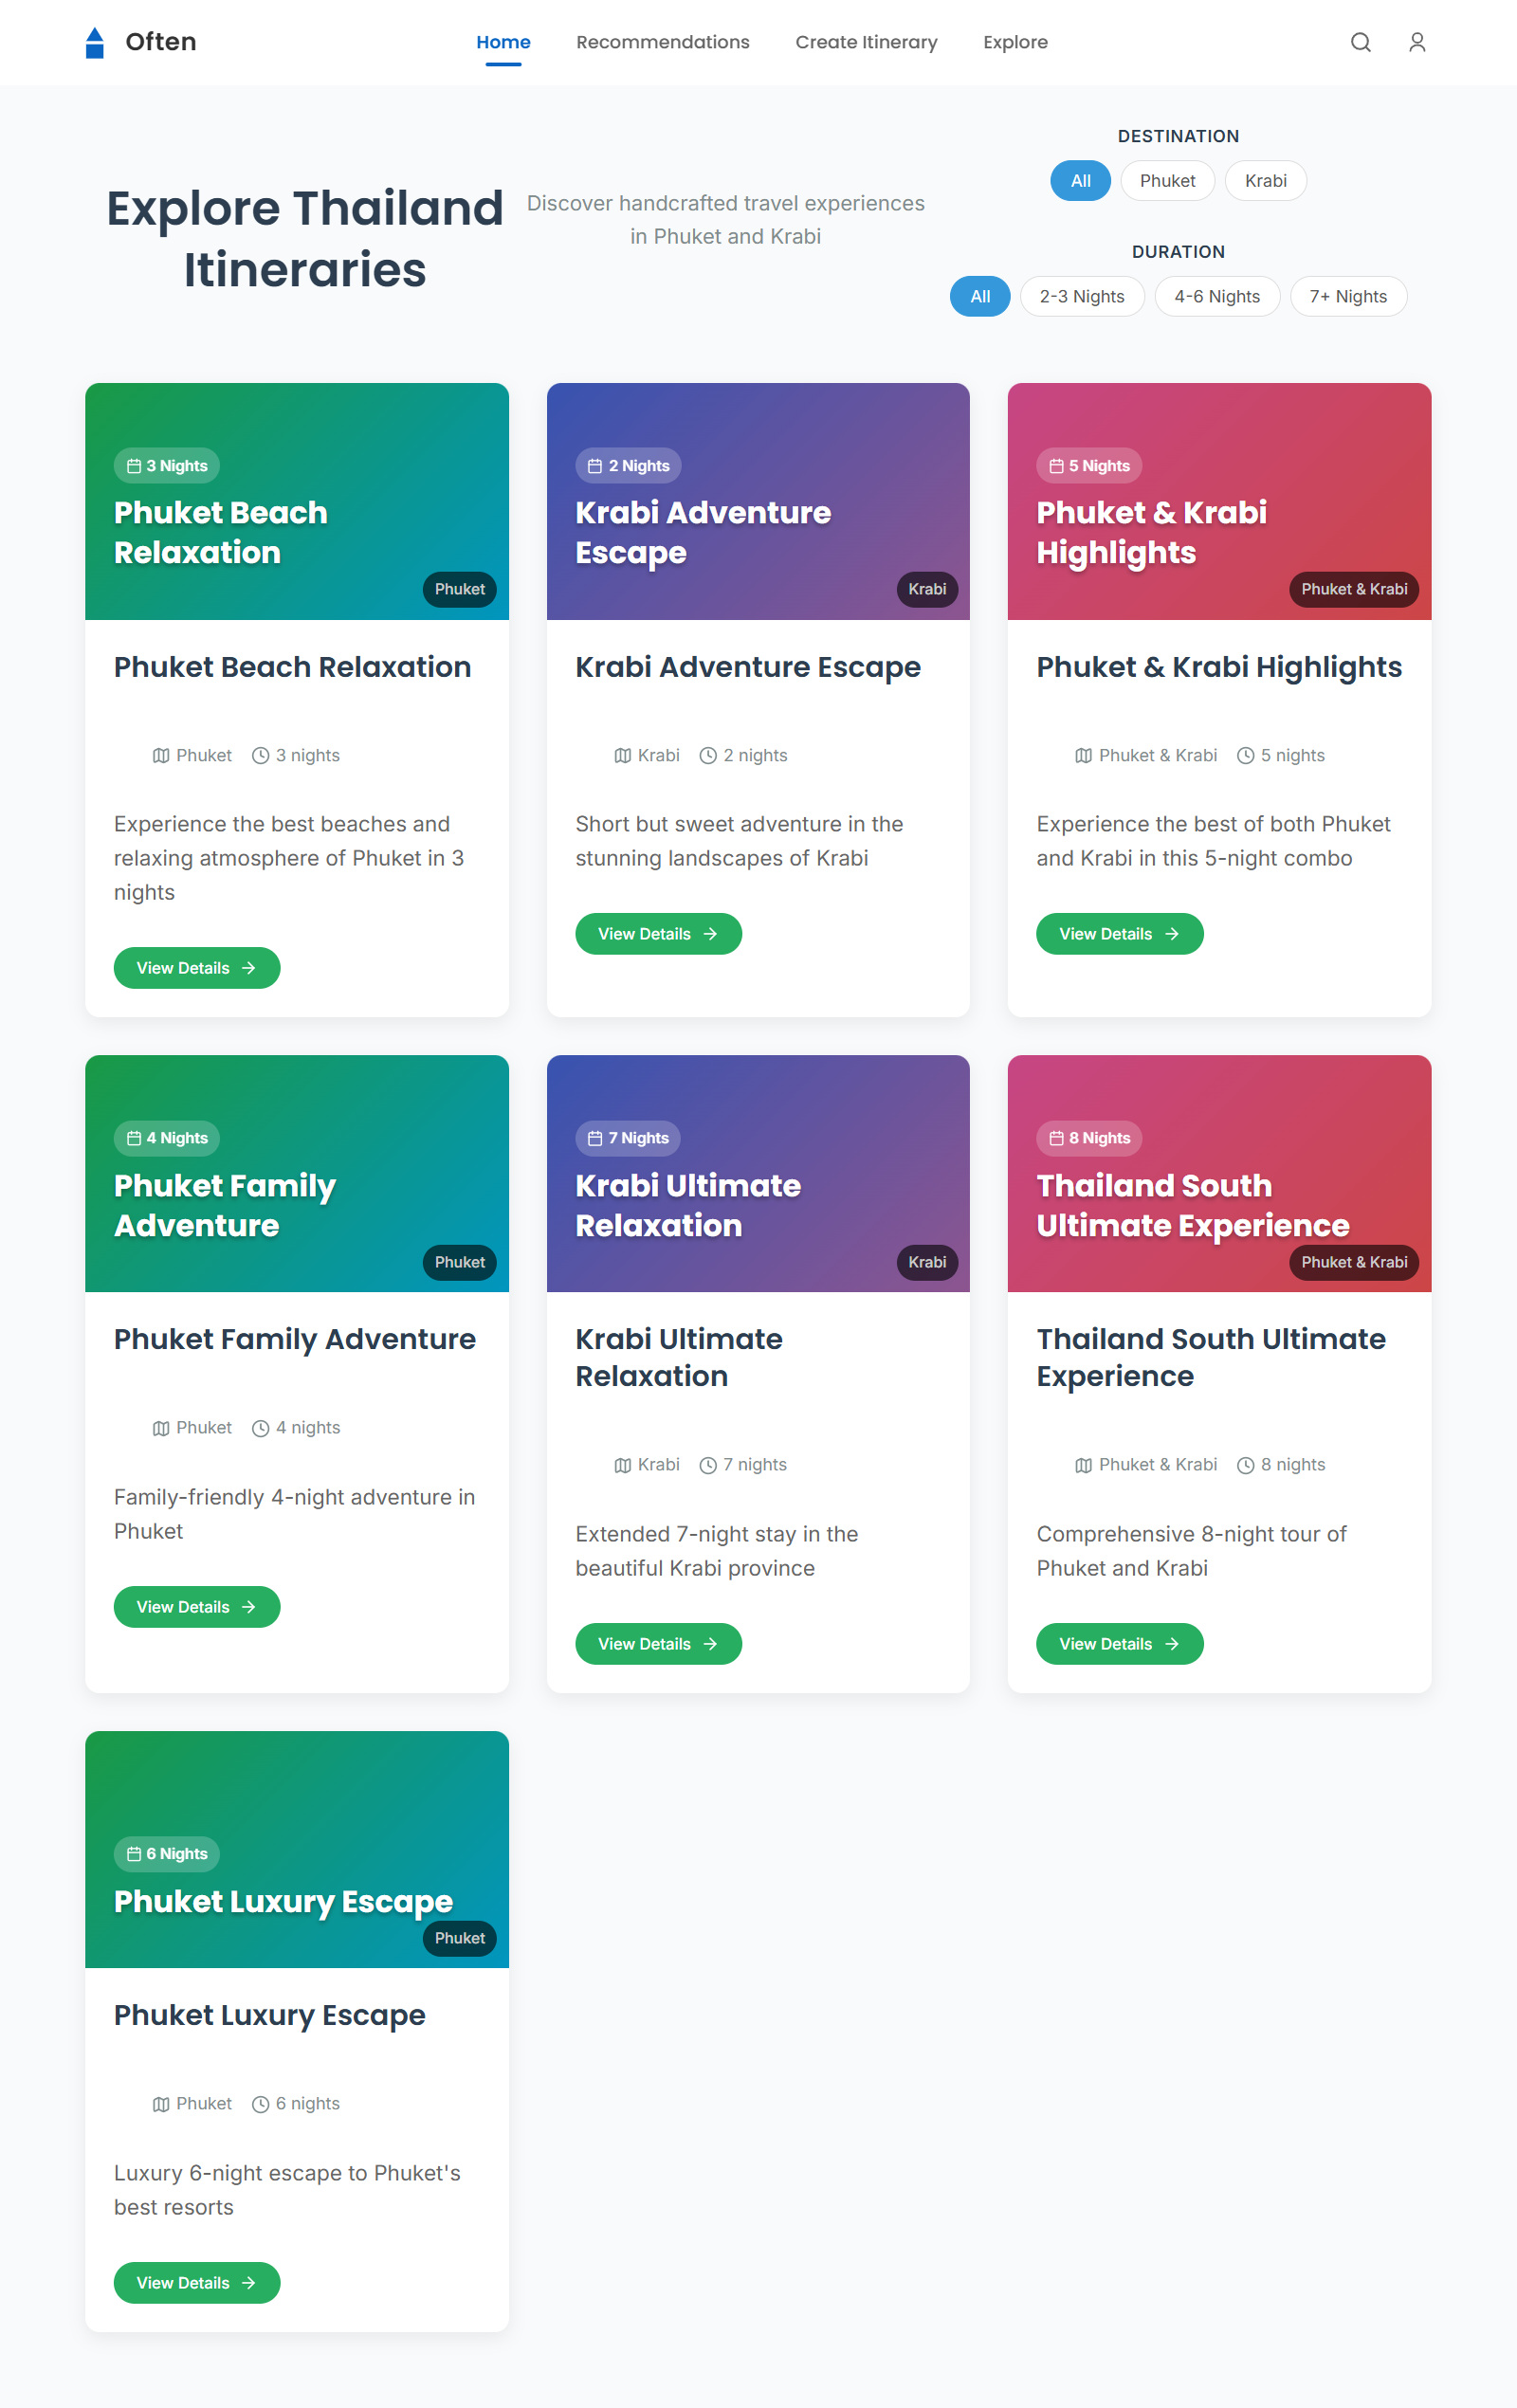 Often
Home
Recommendations
Create Itinerary
Explore
Explore Thailand
Itineraries
Discover handcrafted travel experiences
in Phuket and Krabi
DESTINATION
All
Phuket
Krabi
DURATION
All
2-3 Nights
4-6 Nights
7+ Nights
3 Nights
Phuket Beach
Relaxation
Phuket
Phuket Beach Relaxation
Phuket
3 nights
Experience the best beaches and
relaxing atmosphere of Phuket in 3
nights
View Details
2 Nights
Krabi Adventure
Escape
Krabi
Krabi Adventure Escape
Krabi
2 nights
Short but sweet adventure in the
stunning landscapes of Krabi
View Details
5 Nights
Phuket & Krabi
Highlights
Phuket & Krabi
Phuket & Krabi Highlights
Phuket & Krabi
5 nights
Experience the best of both Phuket
and Krabi in this 5-night combo
View Details
4 Nights
Phuket Family
Adventure
Phuket
Phuket Family Adventure
Phuket
4 nights
Family-friendly 4-night adventure in
Phuket
View Details
7 Nights
Krabi Ultimate
Relaxation
Krabi
Krabi Ultimate
Relaxation
Krabi
7 nights
Extended 7-night stay in the
beautiful Krabi province
View Details
8 Nights
Thailand South
Ultimate Experience
Phuket & Krabi
Thailand South Ultimate
Experience
Phuket & Krabi
8 nights
Comprehensive 8-night tour of
Phuket and Krabi
View Details
6 Nights
Phuket Luxury Escape
Phuket
Phuket Luxury Escape
Phuket
6 nights
Luxury 6-night escape to Phuket's
best resorts
View Details